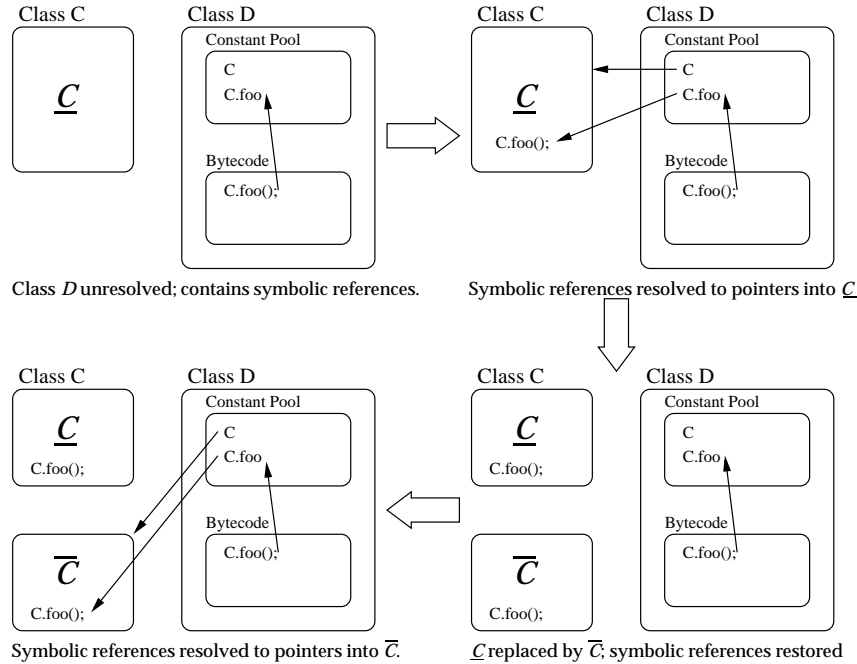 Class C
Class D
Constant Pool
C
C
C.foo
Bytecode
C.foo();
Class D unresolved; contains symbolic references.
Class C
Class D
Constant Pool
C
C
C.foo
C.foo();
Bytecode
C.foo();
Symbolic references resolved to pointers into C
Class C
Class D
Constant Pool
C
C
C.foo
C.foo();
Bytecode
C
C.foo();
C.foo();
Symbolic references resolved to pointers into C̅.
Class C
Class D
Constant Pool
C
C
C.foo
C.foo();
Bytecode
C̅
C.foo();
C.foo();
C replaced by C̅; symbolic references restored